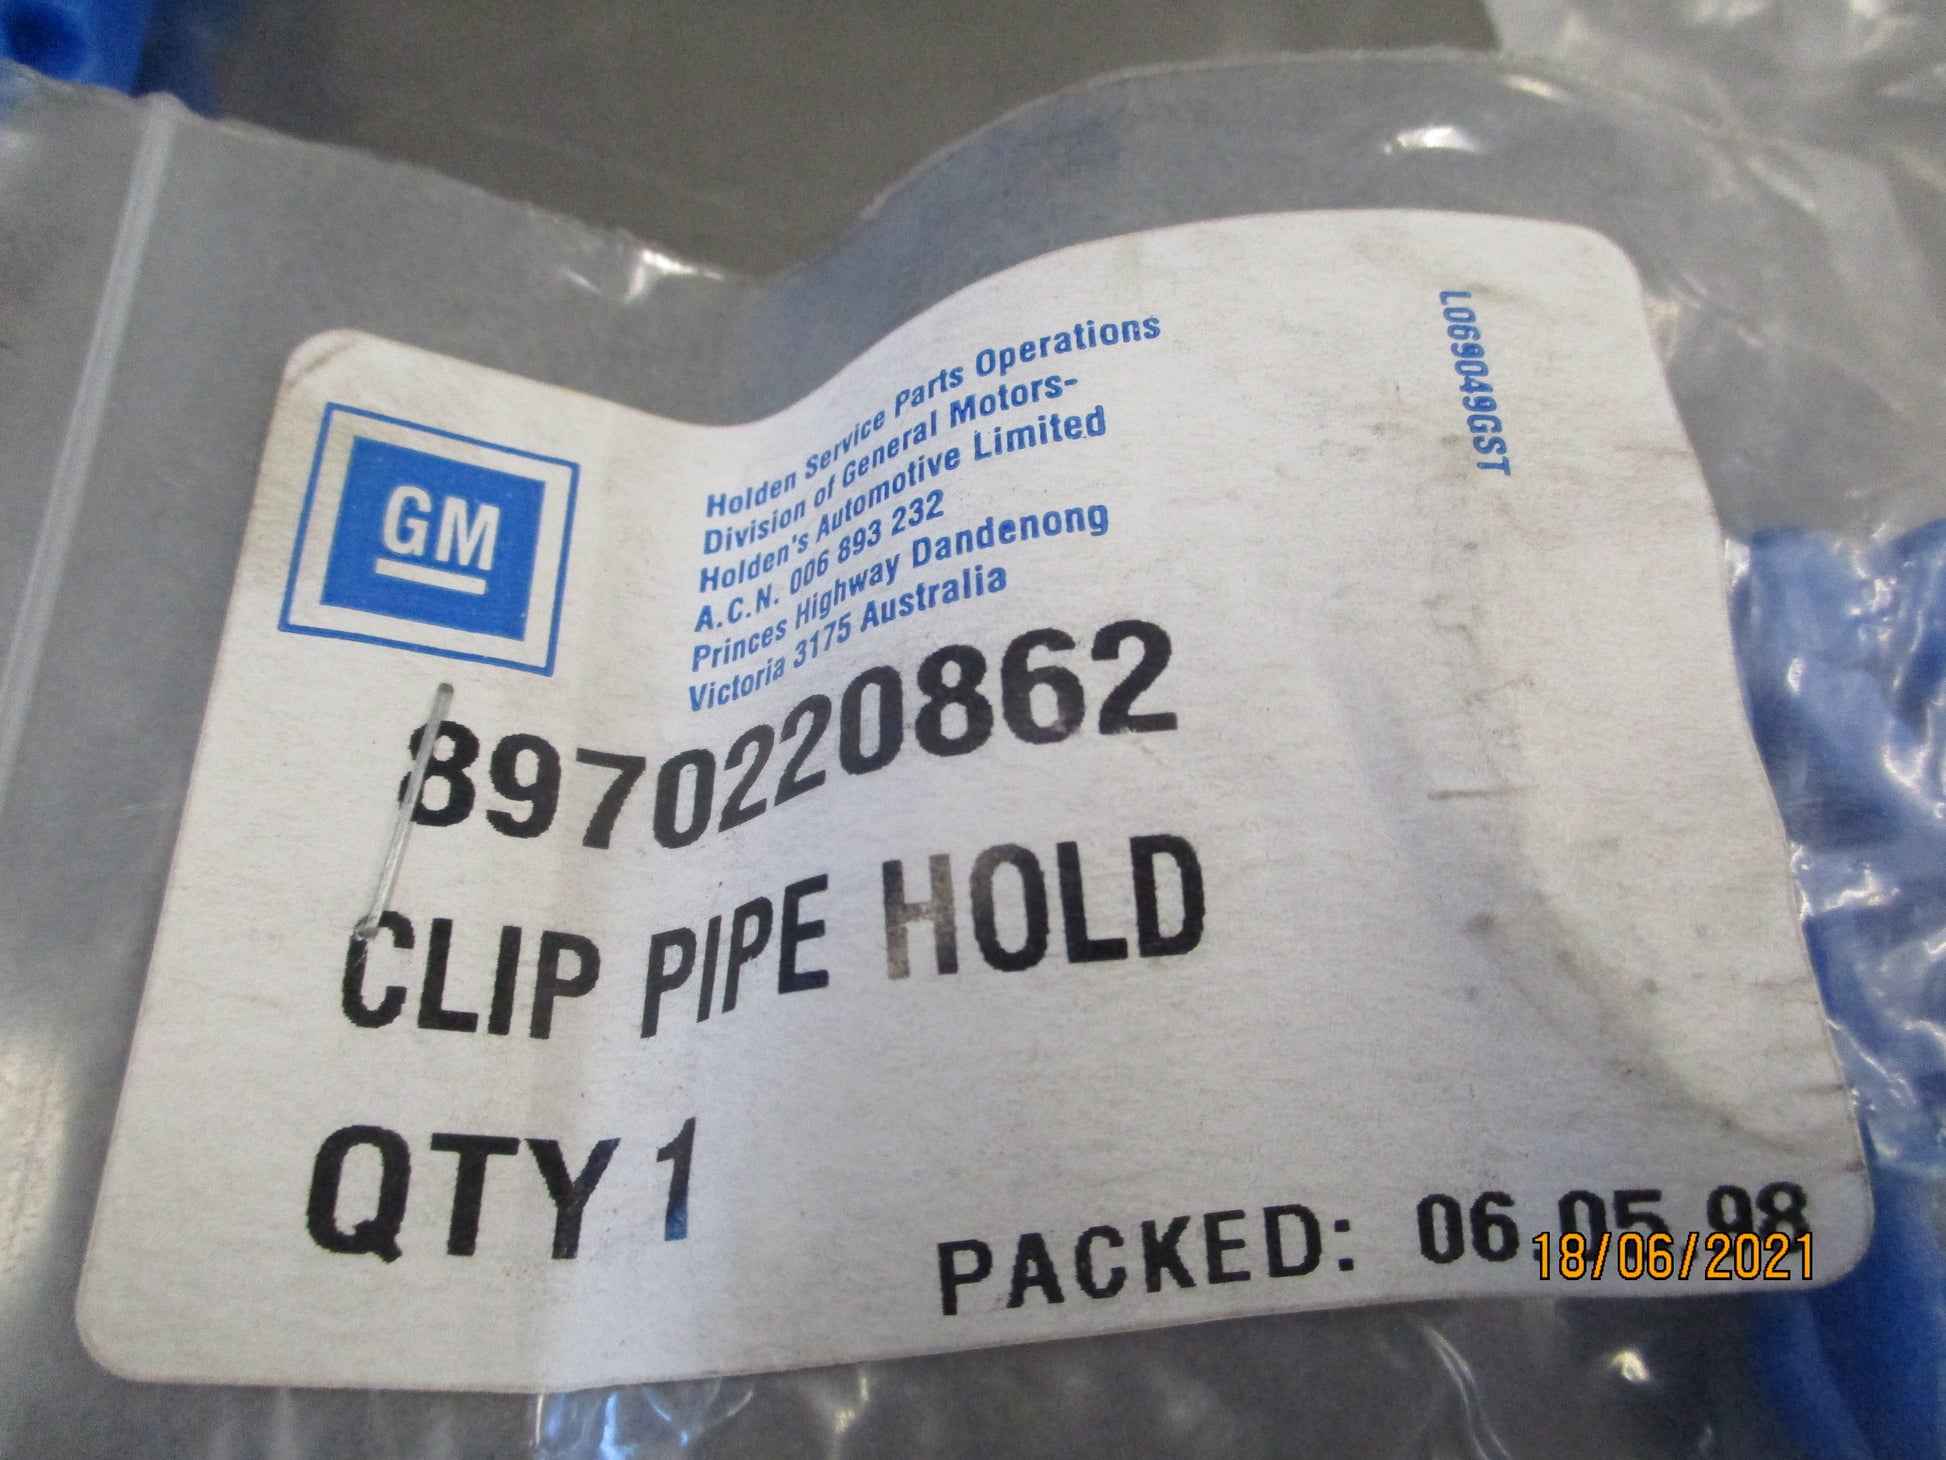 GM
Holden Service Parts Operations
Division of General Motors-
Holden's Automotive Limited
A.C.N. 006 893 232
Princes Highway Dandenong
Victoria 3175 Australia
L069049GST
8970220862
CLIP PIPE HOLD
QTY 1
PACKED: 06.05.98
18/06/2021